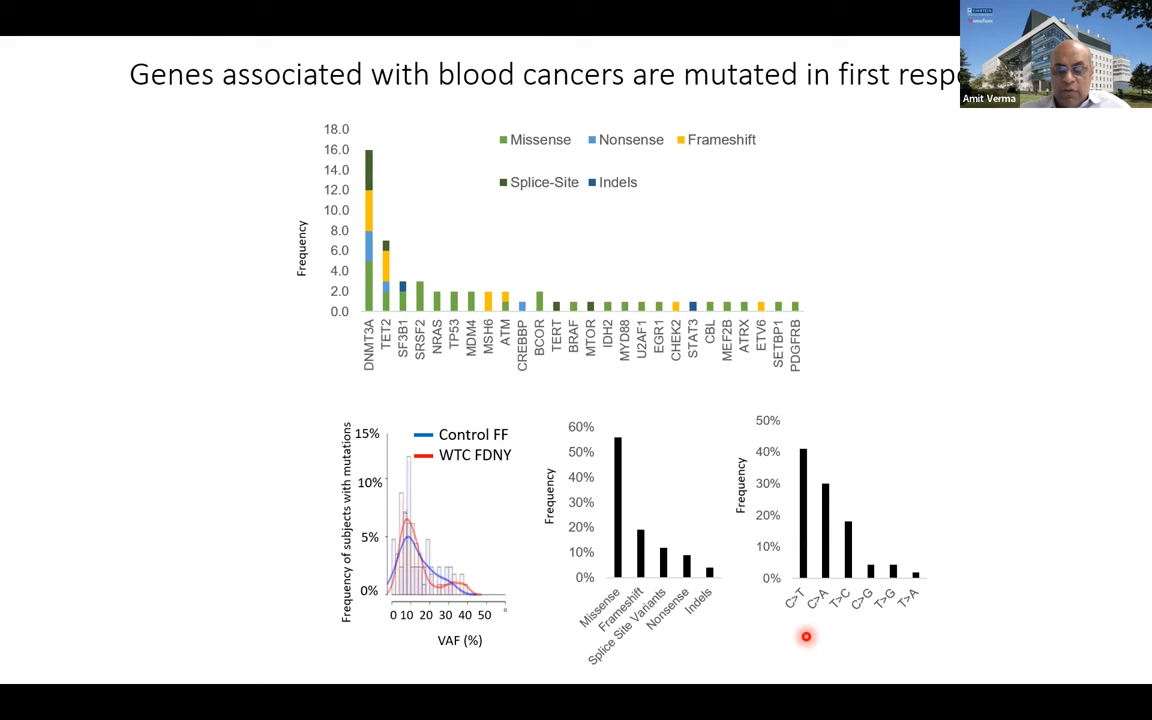 Genes associated with blood cancers are mutated in first resp
Amit Verma
Missense Nonsense Frameshift
Splice-Site Indels
Frequency
18.0
16.0
14.0
12.0
10.0
8.0
6.0
4.0
2.0
0.0
DNMT3A TET2 SF3B1 SRSF2 NRAS TP53 MDM4 MSH6 ATM CREBBP BCOR TERT BRAF MTOR IDH2 MYD88 U2AF1 EGR1 CHEK2 STAT3 CBL MEF2B ATRX ETV6 SETBP1 PDGFRB
Frequency of subjects with mutations
15%
10%
5%
0%
Control FF
WTC FDNY
0 10 20 30 40 50
VAF (%)
Frequency
60%
50%
40%
30%
20%
10%
0%
Missense Frameshift Splice Site Variants Nonsense Indels
Frequency
50%
40%
30%
20%
10%
0%
C>T C>A T>C C>G T>G T>A